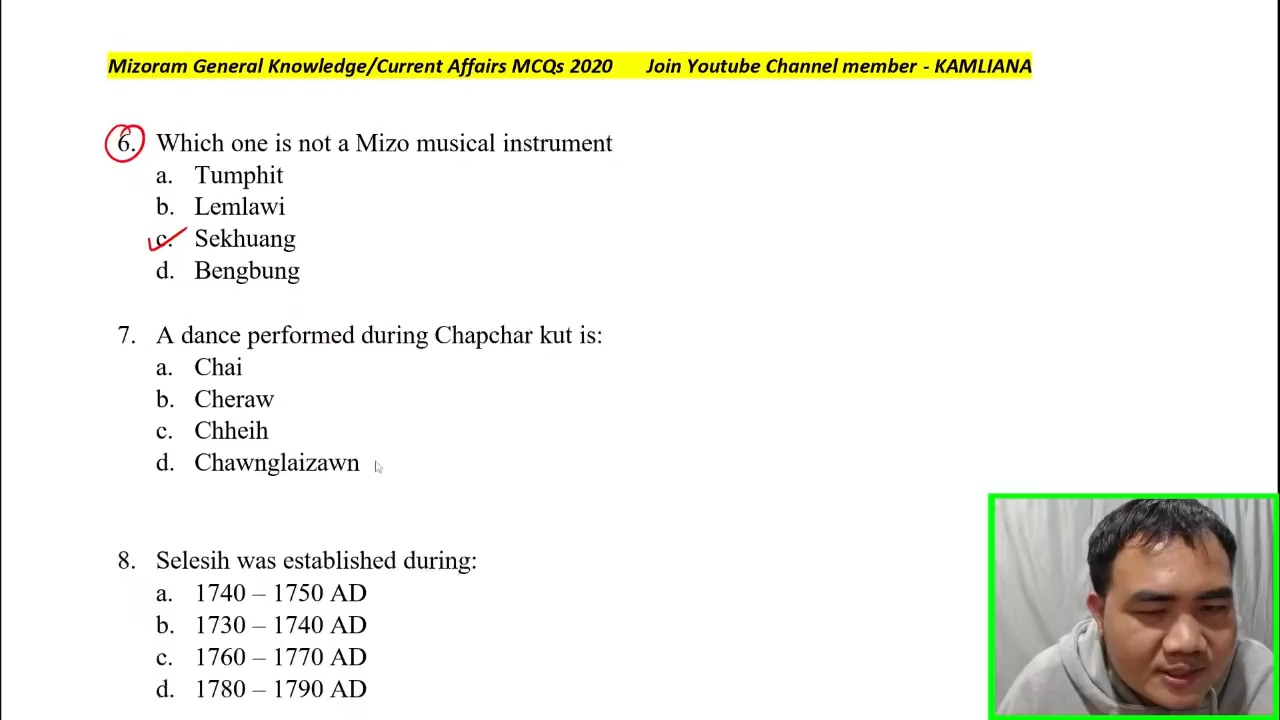 Mizoram General Knowledge/Current Affairs MCQs 2020 Join Youtube Channel member - KAMLIANA
6. Which one is not a Mizo musical instrument
a. Tumphit
b. Lemlawi
c. Sekhuang
d. Bengbung
7. A dance performed during Chapchar kut is:
a. Chai
b. Cheraw
c. Chheih
d. Chawnglaizawn
8. Selesih was established during:
a. 1740 – 1750 AD
b. 1730 – 1740 AD
c. 1760 – 1770 AD
d. 1780 – 1790 AD